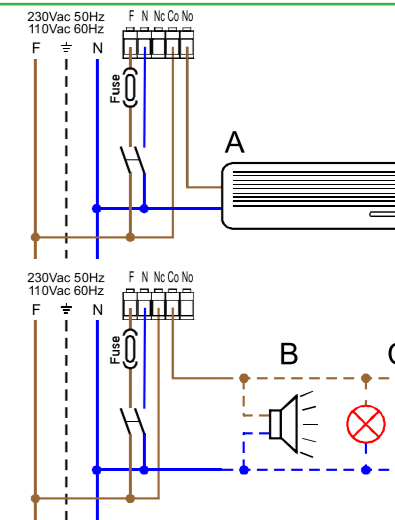 230Vac 50Hz
110Vac 60Hz
F N
F N Nc Co No
Fuse
A
230Vac 50Hz
110Vac 60Hz
F N
F N Nc Co No
Fuse
B